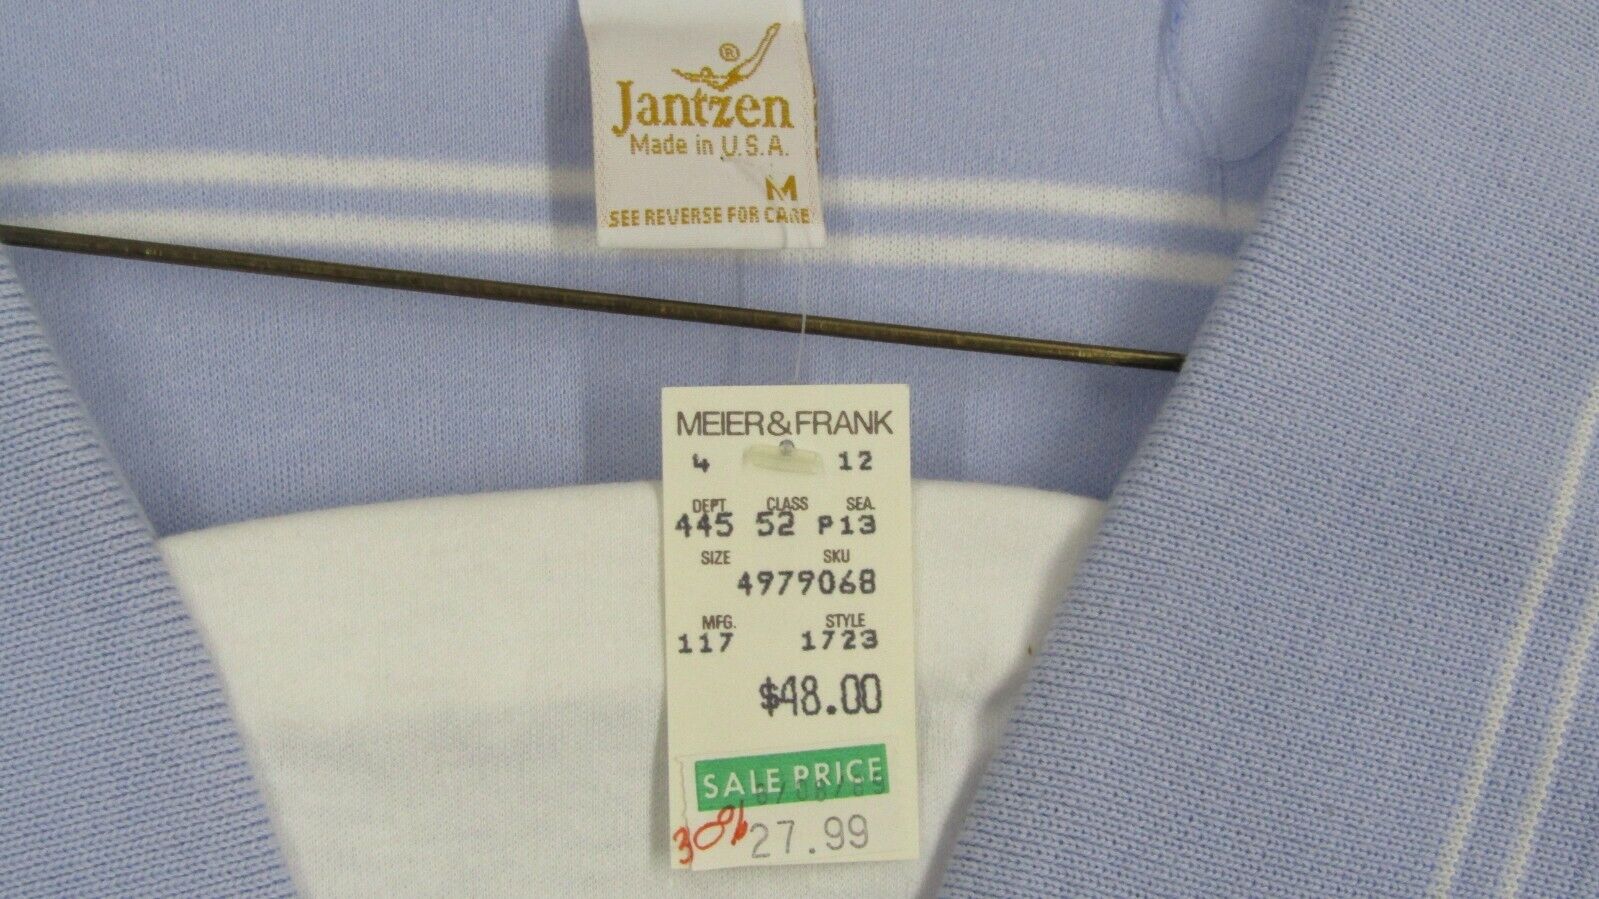 ®
Jantzen
Made in U.S.A.
M
SEE REVERSE FOR CARE
MEIER&FRANK
4 12
DEPT CLASS SEA.
445 52 P13
SIZE SKU
4979068
MFG. STYLE
117 1723
$48.00
SALE PRICE
30%
27.99